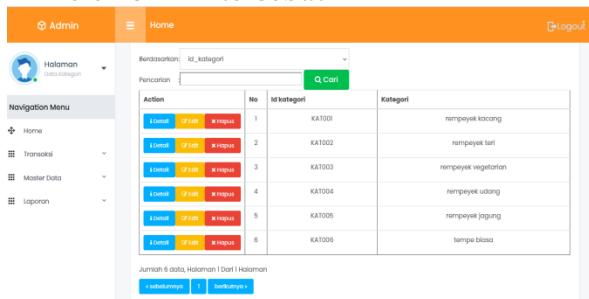 Admin
Home
Logout
Halaman
Data Kategori
Navigation Menu
Home
Transaksi
Master Data
Laporan
Berdasarkan: id_kategori
Pencarian :
Cari
Action No Id kategori Kategori
Detail Edit Hapus 1 KAT001 rempeyek kacang
Detail Edit Hapus 2 KAT002 rempeyek teri
Detail Edit Hapus 3 KAT003 rempeyek vegetarian
Detail Edit Hapus 4 KAT004 rempeyek udang
Detail Edit Hapus 5 KAT005 rempeyek jagung
Detail Edit Hapus 6 KAT006 tempe biasa
Jumlah 6 data, Halaman 1 Dari 1 Halaman
« sebelumnya 1 berikutnya »